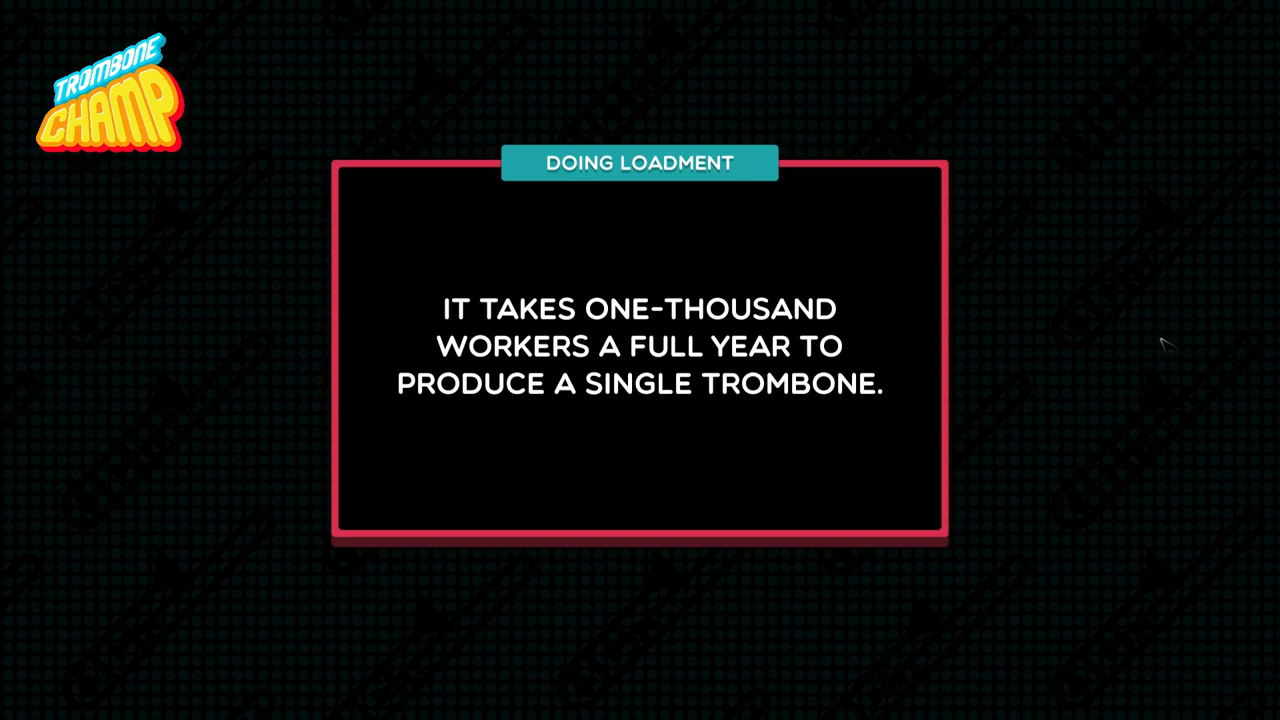 TROMBONE
CHAMP
DOING LOADMENT
IT TAKES ONE-THOUSAND
WORKERS A FULL YEAR TO
PRODUCE A SINGLE TROMBONE.